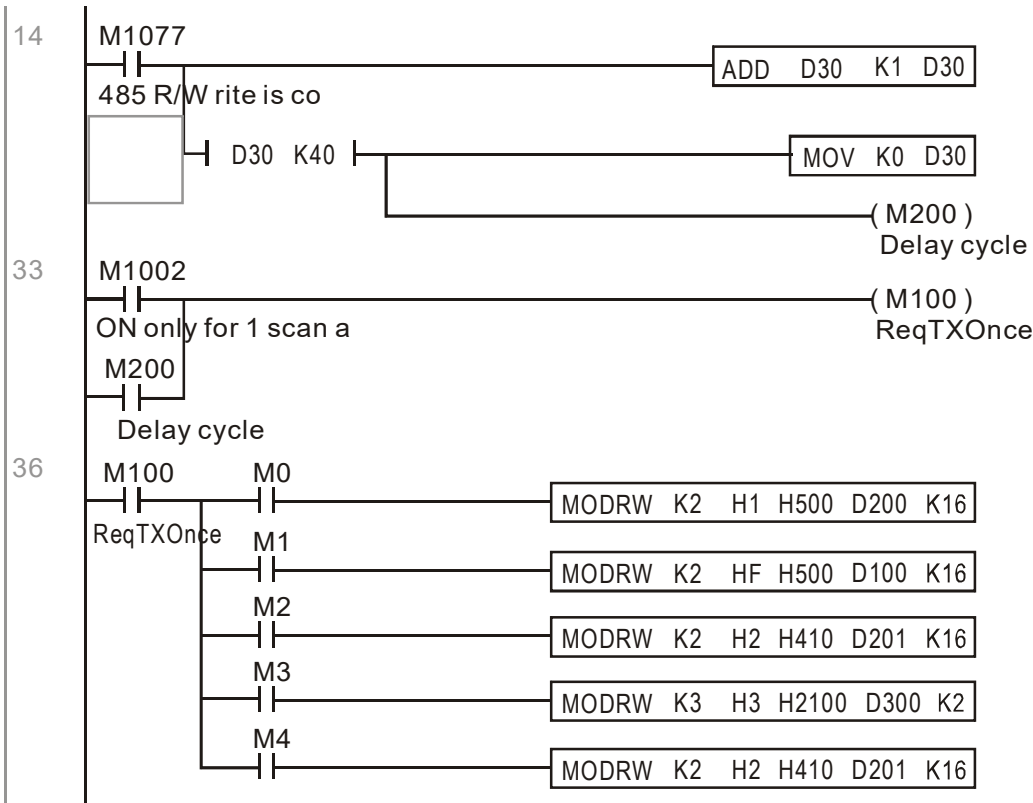 14
M1077
ADD D30 K1 D30
485 R/W rite is co
D30 K40
MOV K0 D30
( M200 )
Delay cycle
33
M1002
( M100 )
ON only for 1 scan a
ReqTXOnce
M200
Delay cycle
36
M100 M0
MODRW K2 H1 H500 D200 K16
ReqTXOnce
M1
MODRW K2 HF H500 D100 K16
M2
MODRW K2 H2 H410 D201 K16
M3
MODRW K3 H3 H2100 D300 K2
M4
MODRW K2 H2 H410 D201 K16